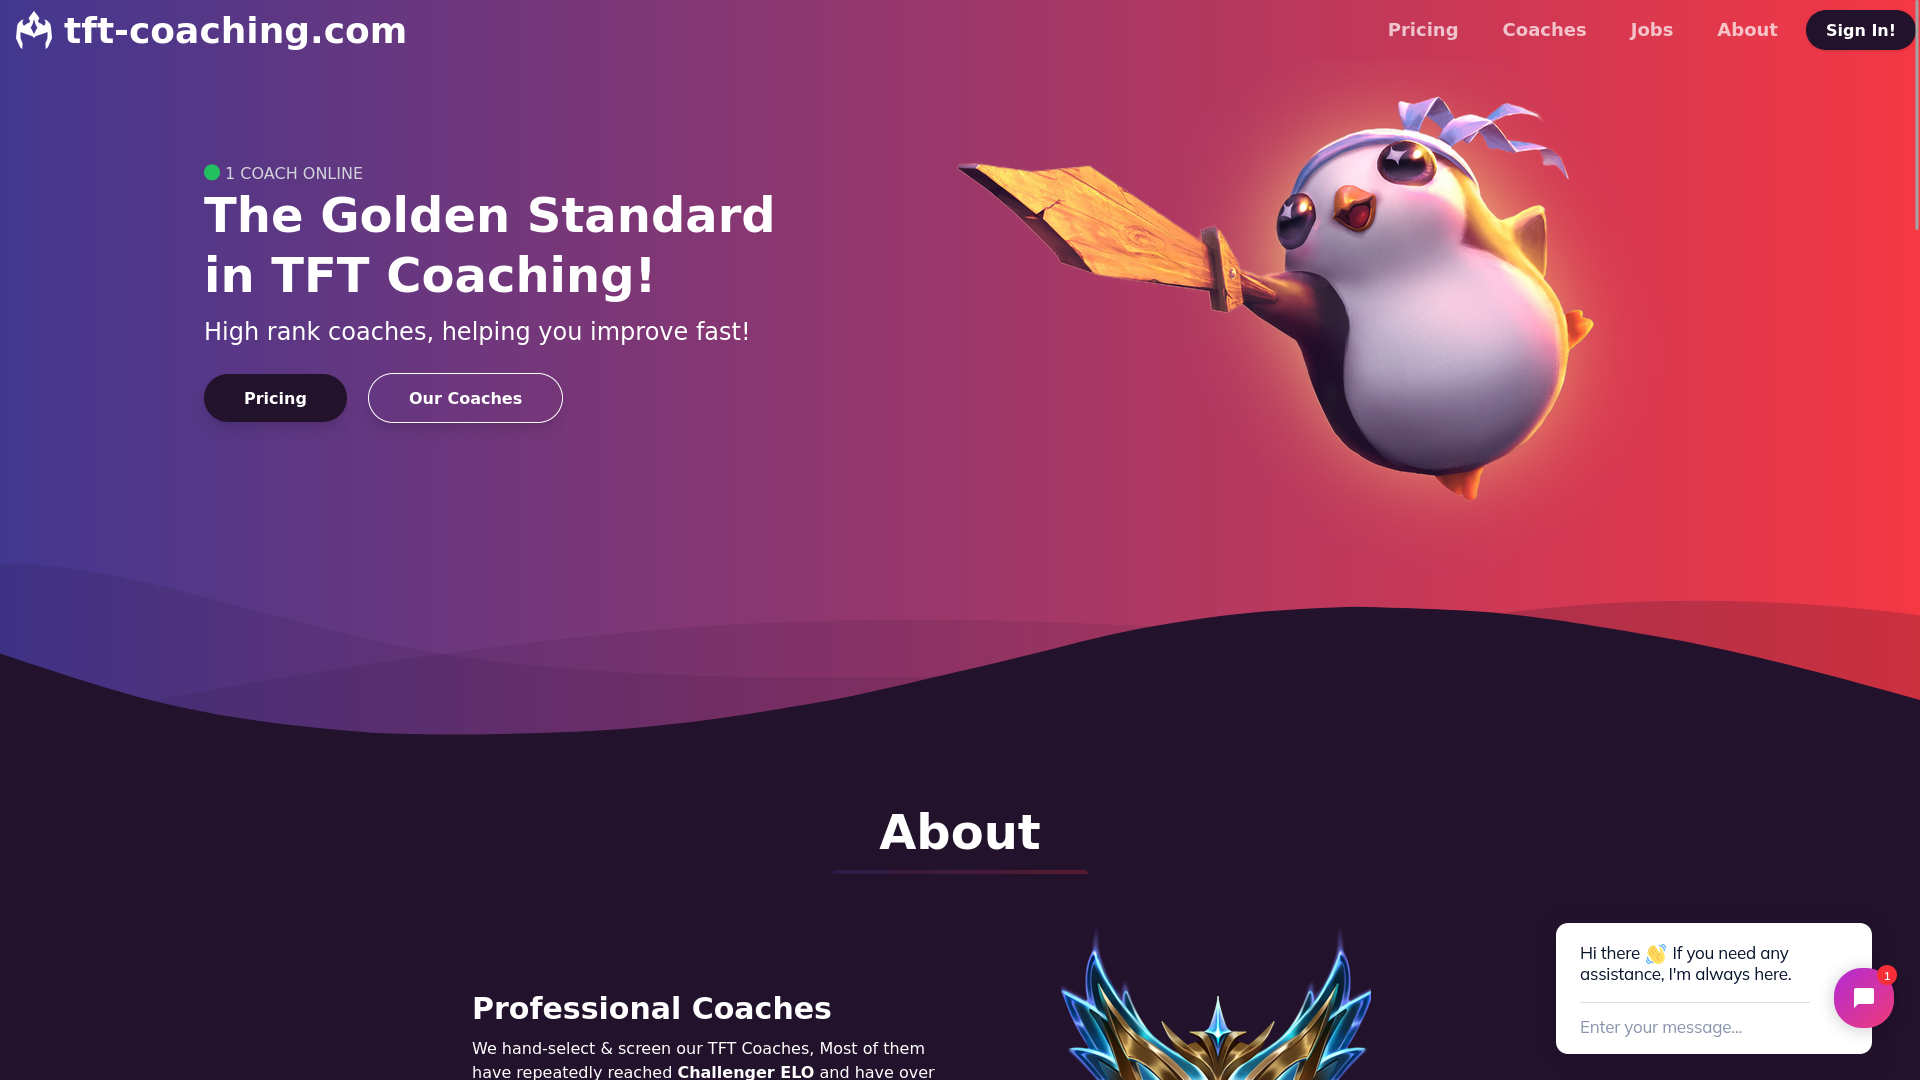 tft-coaching.com
Pricing
Coaches
Jobs
About
Sign In!
1 COACH ONLINE
The Golden Standard
in TFT Coaching!
High rank coaches, helping you improve fast!
Pricing
Our Coaches
About
Professional Coaches
We hand-select & screen our TFT Coaches, Most of them
have repeatedly reached Challenger ELO and have over
Hi there 👋 If you need any
assistance, I'm always here.
Enter your message...
1